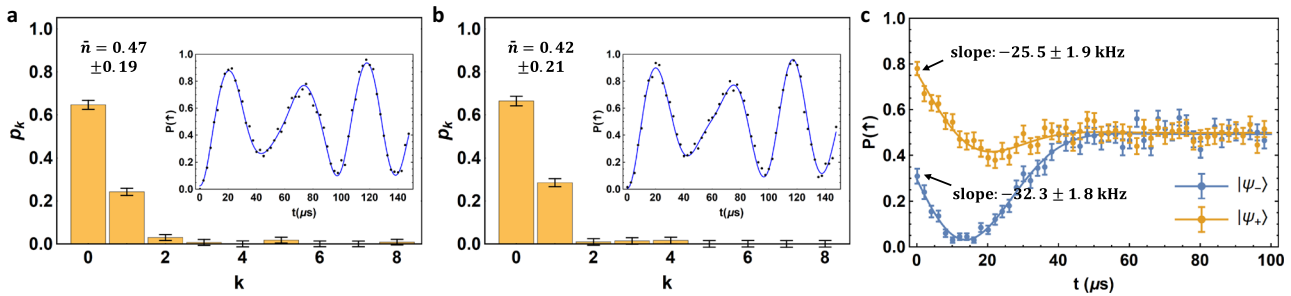 a
1.0
0.8
0.6
0.4
0.2
0.0
pₖ
n̄ = 0.47
±0.19
1.0
0.8
0.6
0.4
0.2
0.0
P(↑)
0 20 40 60 80 100 120 140
t(μs)
0 2 4 6 8
k
b
1.0
0.8
0.6
0.4
0.2
0.0
pₖ
n̄ = 0.42
±0.21
1.0
0.8
0.6
0.4
0.2
0.0
P(↑)
0 20 40 60 80 100 120 140
t(μs)
0 2 4 6 8
k
c
1.0
0.8
0.6
0.4
0.2
0.0
P(↑)
slope: −25.5 ± 1.9 kHz
slope: −32.3 ± 1.8 kHz
|ψ₋⟩
|ψ₊⟩
0 20 40 60 80 100
t (μs)